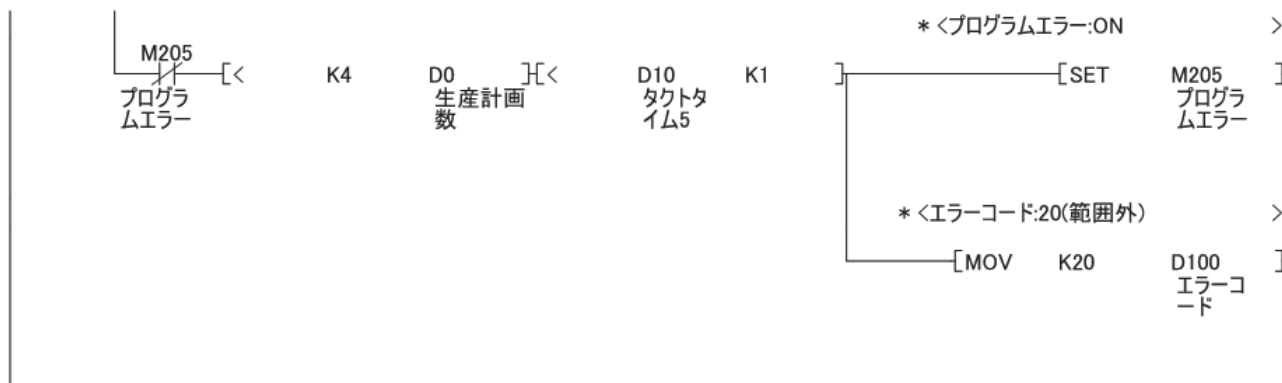 * <プログラムエラー:ON >
M205
[< K4 D0 ][< D10 K1 ] [SET M205 ]
プログラ 生産計画 タクトタ プログラ
ムエラー 数 イム5 ムエラー
* <エラーコード:20(範囲外) >
[MOV K20 D100 ]
エラーコ
ード